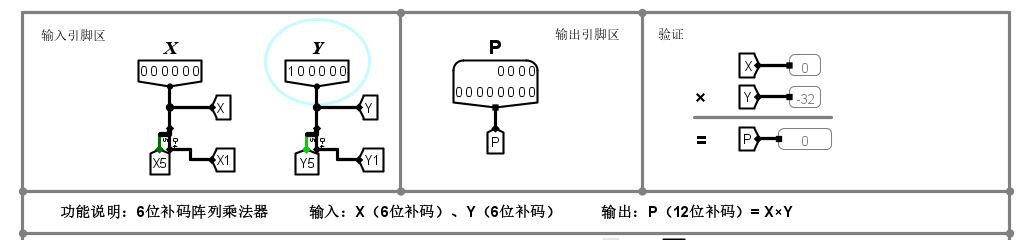 输入引脚区
X
000000
X
X5
X1
Y
100000
Y
Y5
Y1
输出引脚区
P
0000
00000000
P
验证
X 0
× Y -32
= P 0
功能说明：6位补码阵列乘法器 输入：X（6位补码）、Y（6位补码） 输出：P（12位补码）= X×Y